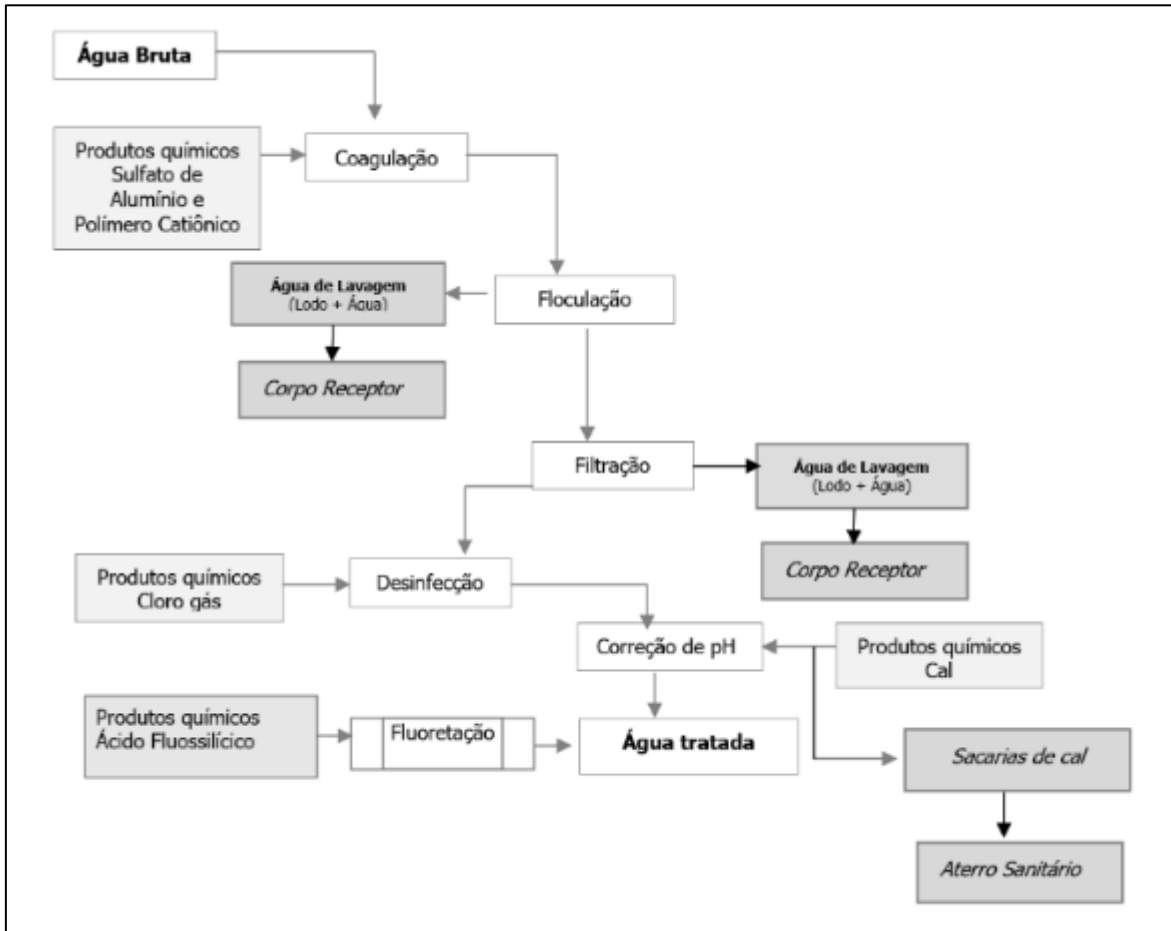 Água Bruta
Produtos químicos
Sulfato de
Alumínio e
Polímero Catiônico
Coagulação
Água de Lavagem
(Lodo + Água)
Floculação
Corpo Receptor
Filtração
Água de Lavagem
(Lodo + Água)
Corpo Receptor
Produtos químicos
Cloro gás
Desinfecção
Correção de pH
Produtos químicos
Cal
Produtos químicos
Ácido Fluossilícico
Fluoretação
Água tratada
Sacarias de cal
Aterro Sanitário